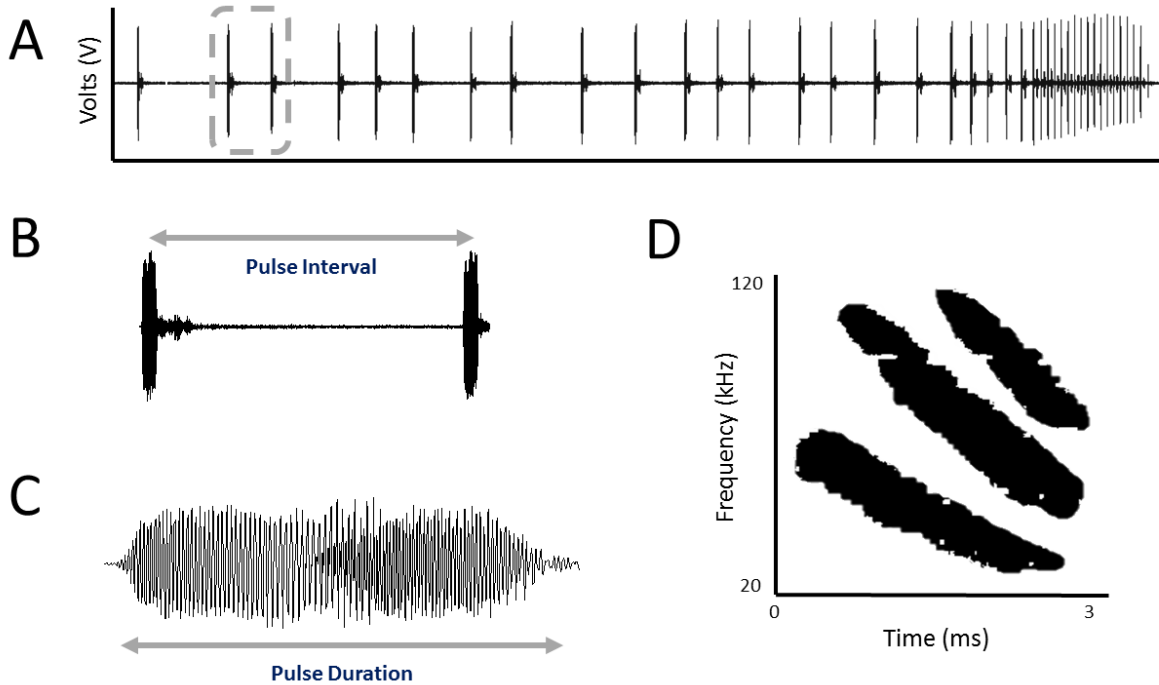 A
Volts (V)
B
Pulse Interval
C
Pulse Duration
D
120
Frequency (kHz)
20
0
3
Time (ms)